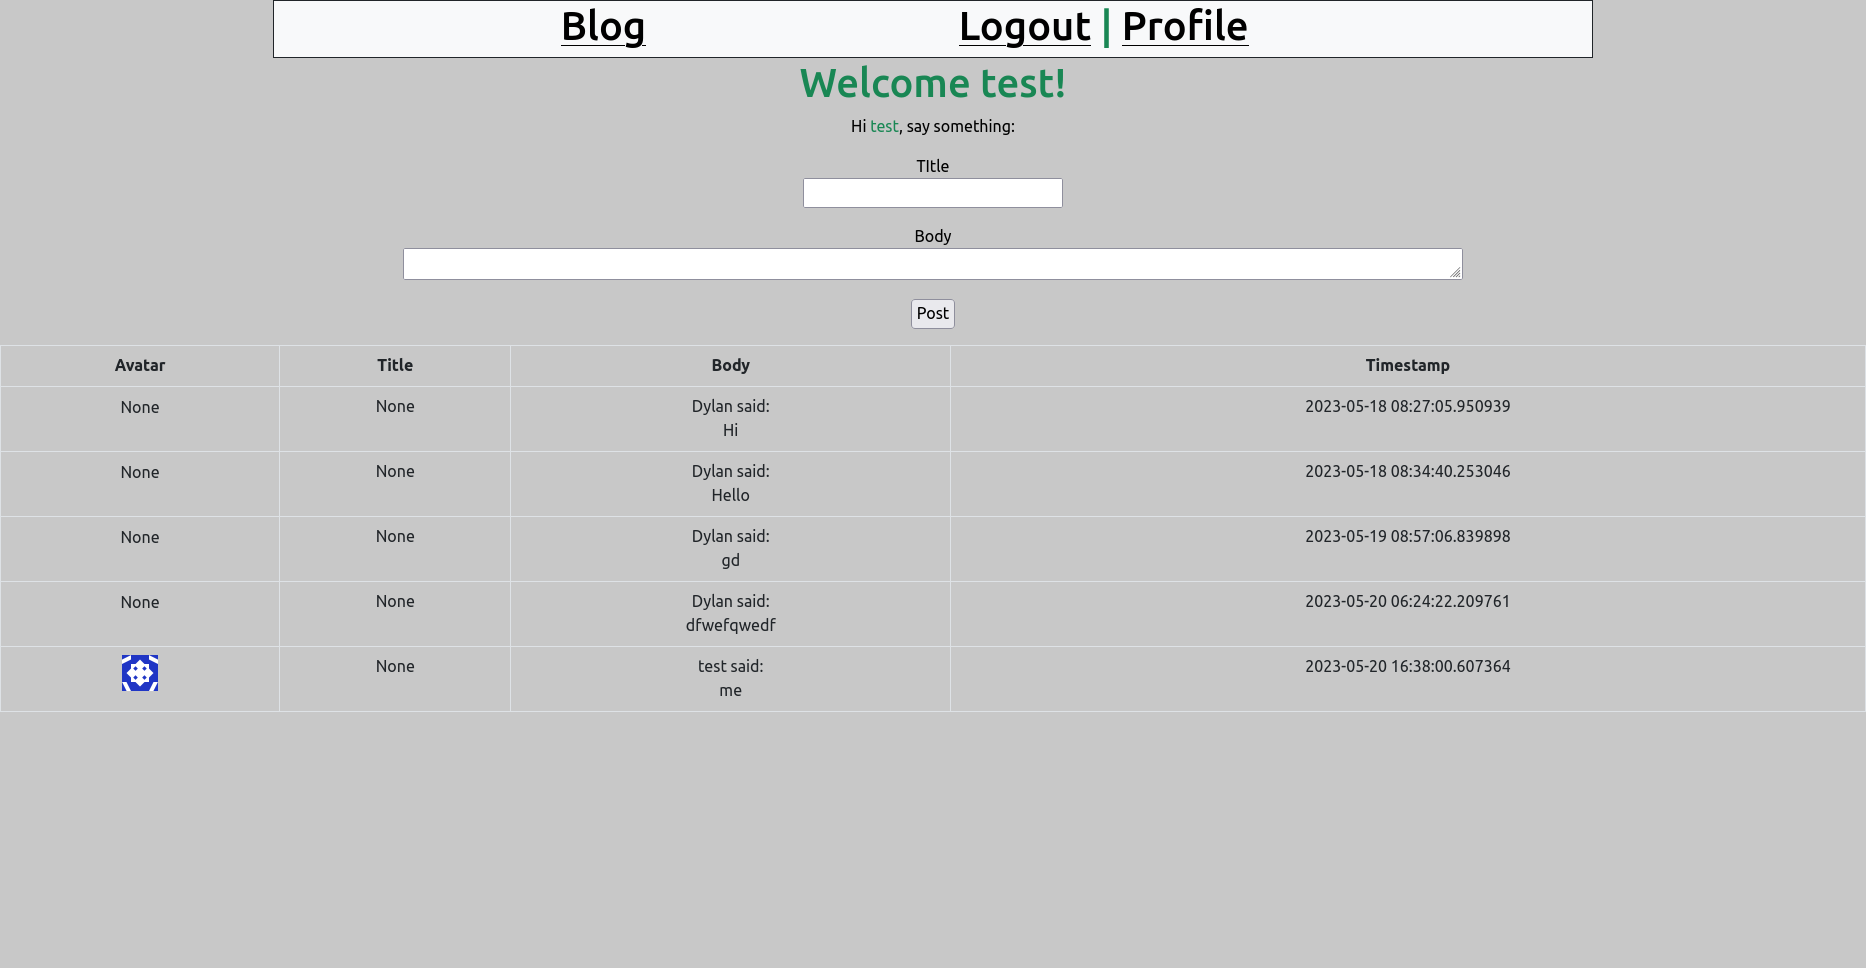 Blog Logout | Profile
Welcome test!
Hi test, say something:
TItle
Body
Post
Avatar Title Body Timestamp
None None Dylan said: 2023-05-18 08:27:05.950939
Hi
None None Dylan said: 2023-05-18 08:34:40.253046
Hello
None None Dylan said: 2023-05-19 08:57:06.839898
gd
None None Dylan said: 2023-05-20 06:24:22.209761
dfwefqwedf
None test said: 2023-05-20 16:38:00.607364
me